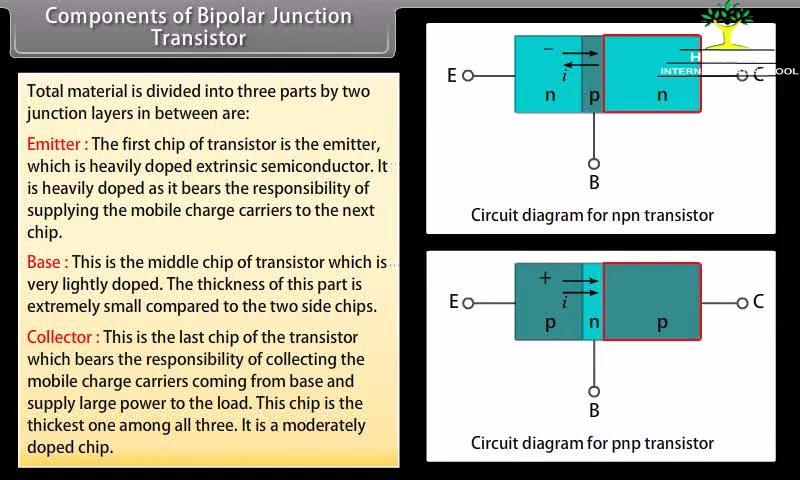 Components of Bipolar Junction
Transistor
Total material is divided into three parts by two
junction layers in between are:
Emitter : The first chip of transistor is the emitter,
which is heavily doped extrinsic semiconductor. It
is heavily doped as it bears the responsibility of
supplying the mobile charge carriers to the next
chip.
Base : This is the middle chip of transistor which is
very lightly doped. The thickness of this part is
extremely small compared to the two side chips.
Collector : This is the last chip of the transistor
which bears the responsibility of collecting the
mobile charge carriers coming from base and
supply large power to the load. This chip is the
thickest one among all three. It is a moderately
doped chip.
E − i n p n C
B
Circuit diagram for npn transistor
E + i p n p C
B
Circuit diagram for pnp transistor